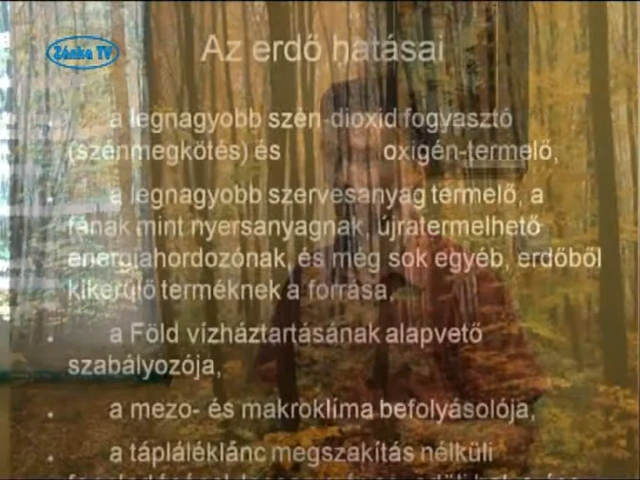 Zánka TV
Az erdő hatásai
• a legnagyobb szén-dioxid fogyasztó
(szénmegkötés) és oxigén-termelő,
• a legnagyobb szervesanyag termelő, a
fának mint nyersanyagnak, újratermelhető
energiahordozónak, és még sok egyéb, erdőből
kikerülő terméknek a forrása,
• a Föld vízháztartásának alapvető
szabályozója,
• a mezo- és makroklíma befolyásolója,
• a tápláléklánc megszakítás nélküli